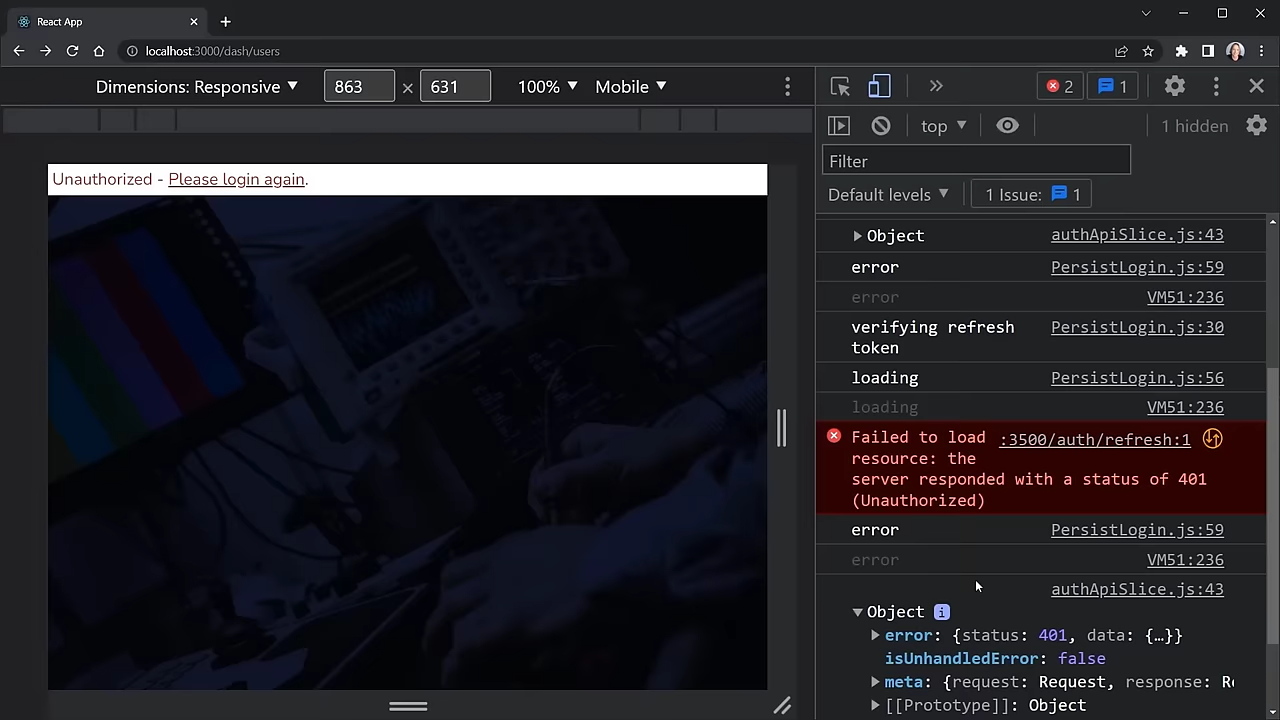 React App
localhost:3000/dash/users
Dimensions: Responsive 863 × 631 100% Mobile
2 1
top 1 hidden
Filter
Default levels 1 Issue: 1
Unauthorized - Please login again.
Object authApiSlice.js:43
error PersistLogin.js:59
error VM51:236
verifying refresh PersistLogin.js:30
token
loading PersistLogin.js:56
loading VM51:236
Failed to load :3500/auth/refresh:1
resource: the
server responded with a status of 401
(Unauthorized)
error PersistLogin.js:59
error VM51:236
authApiSlice.js:43
Object i
error: {status: 401, data: {…}}
isUnhandledError: false
meta: {request: Request, response: Re
[[Prototype]]: Object